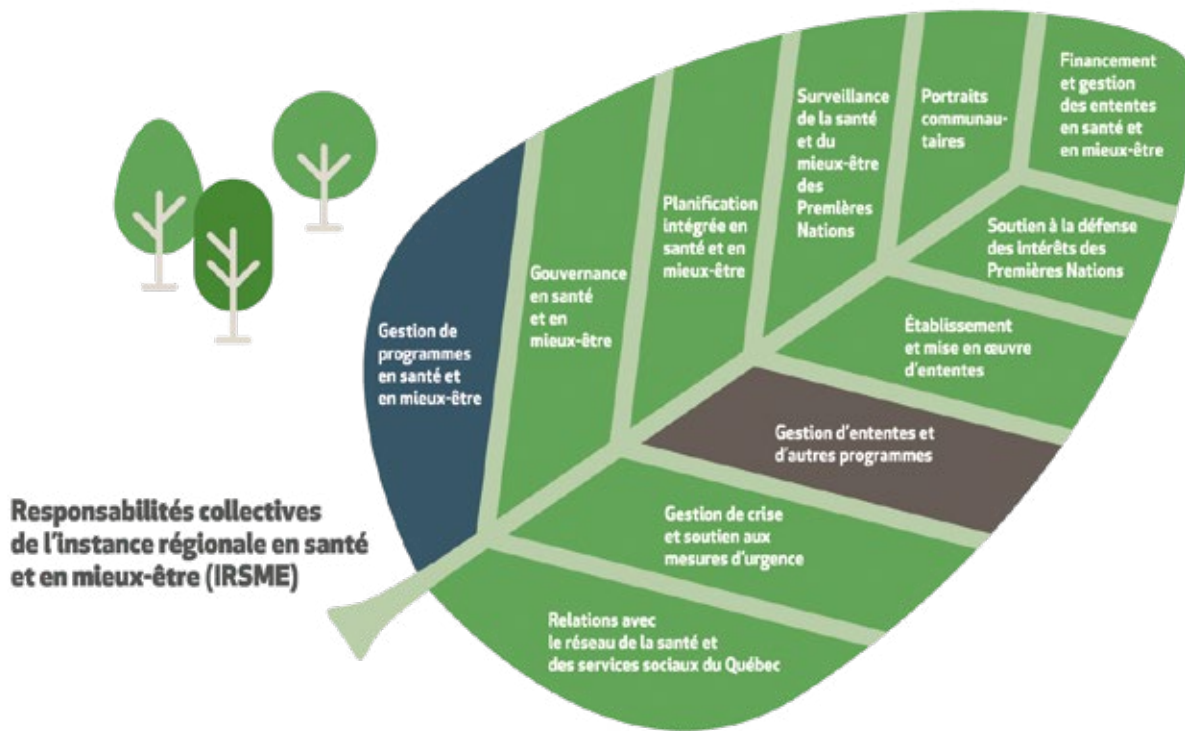 Responsabilités collectives
de l'instance régionale en santé
et en mieux-être (IRSME)
Gestion de
programmes
en santé et
en mieux-être
Gouvernance
en santé
et en
mieux-être
Planification
intégrée en
santé et en
mieux-être
Surveillance
de la santé
et du
mieux-être
des
Premières
Nations
Portraits
communau-
taires
Financement
et gestion
des ententes
en santé et
en mieux-être
Soutien à la défense
des intérêts des
Premières Nations
Établissement
et mise en œuvre
d'ententes
Gestion d'ententes et
d'autres programmes
Gestion de crise
et soutien aux
mesures d'urgence
Relations avec
le réseau de la santé et
des services sociaux du Québec